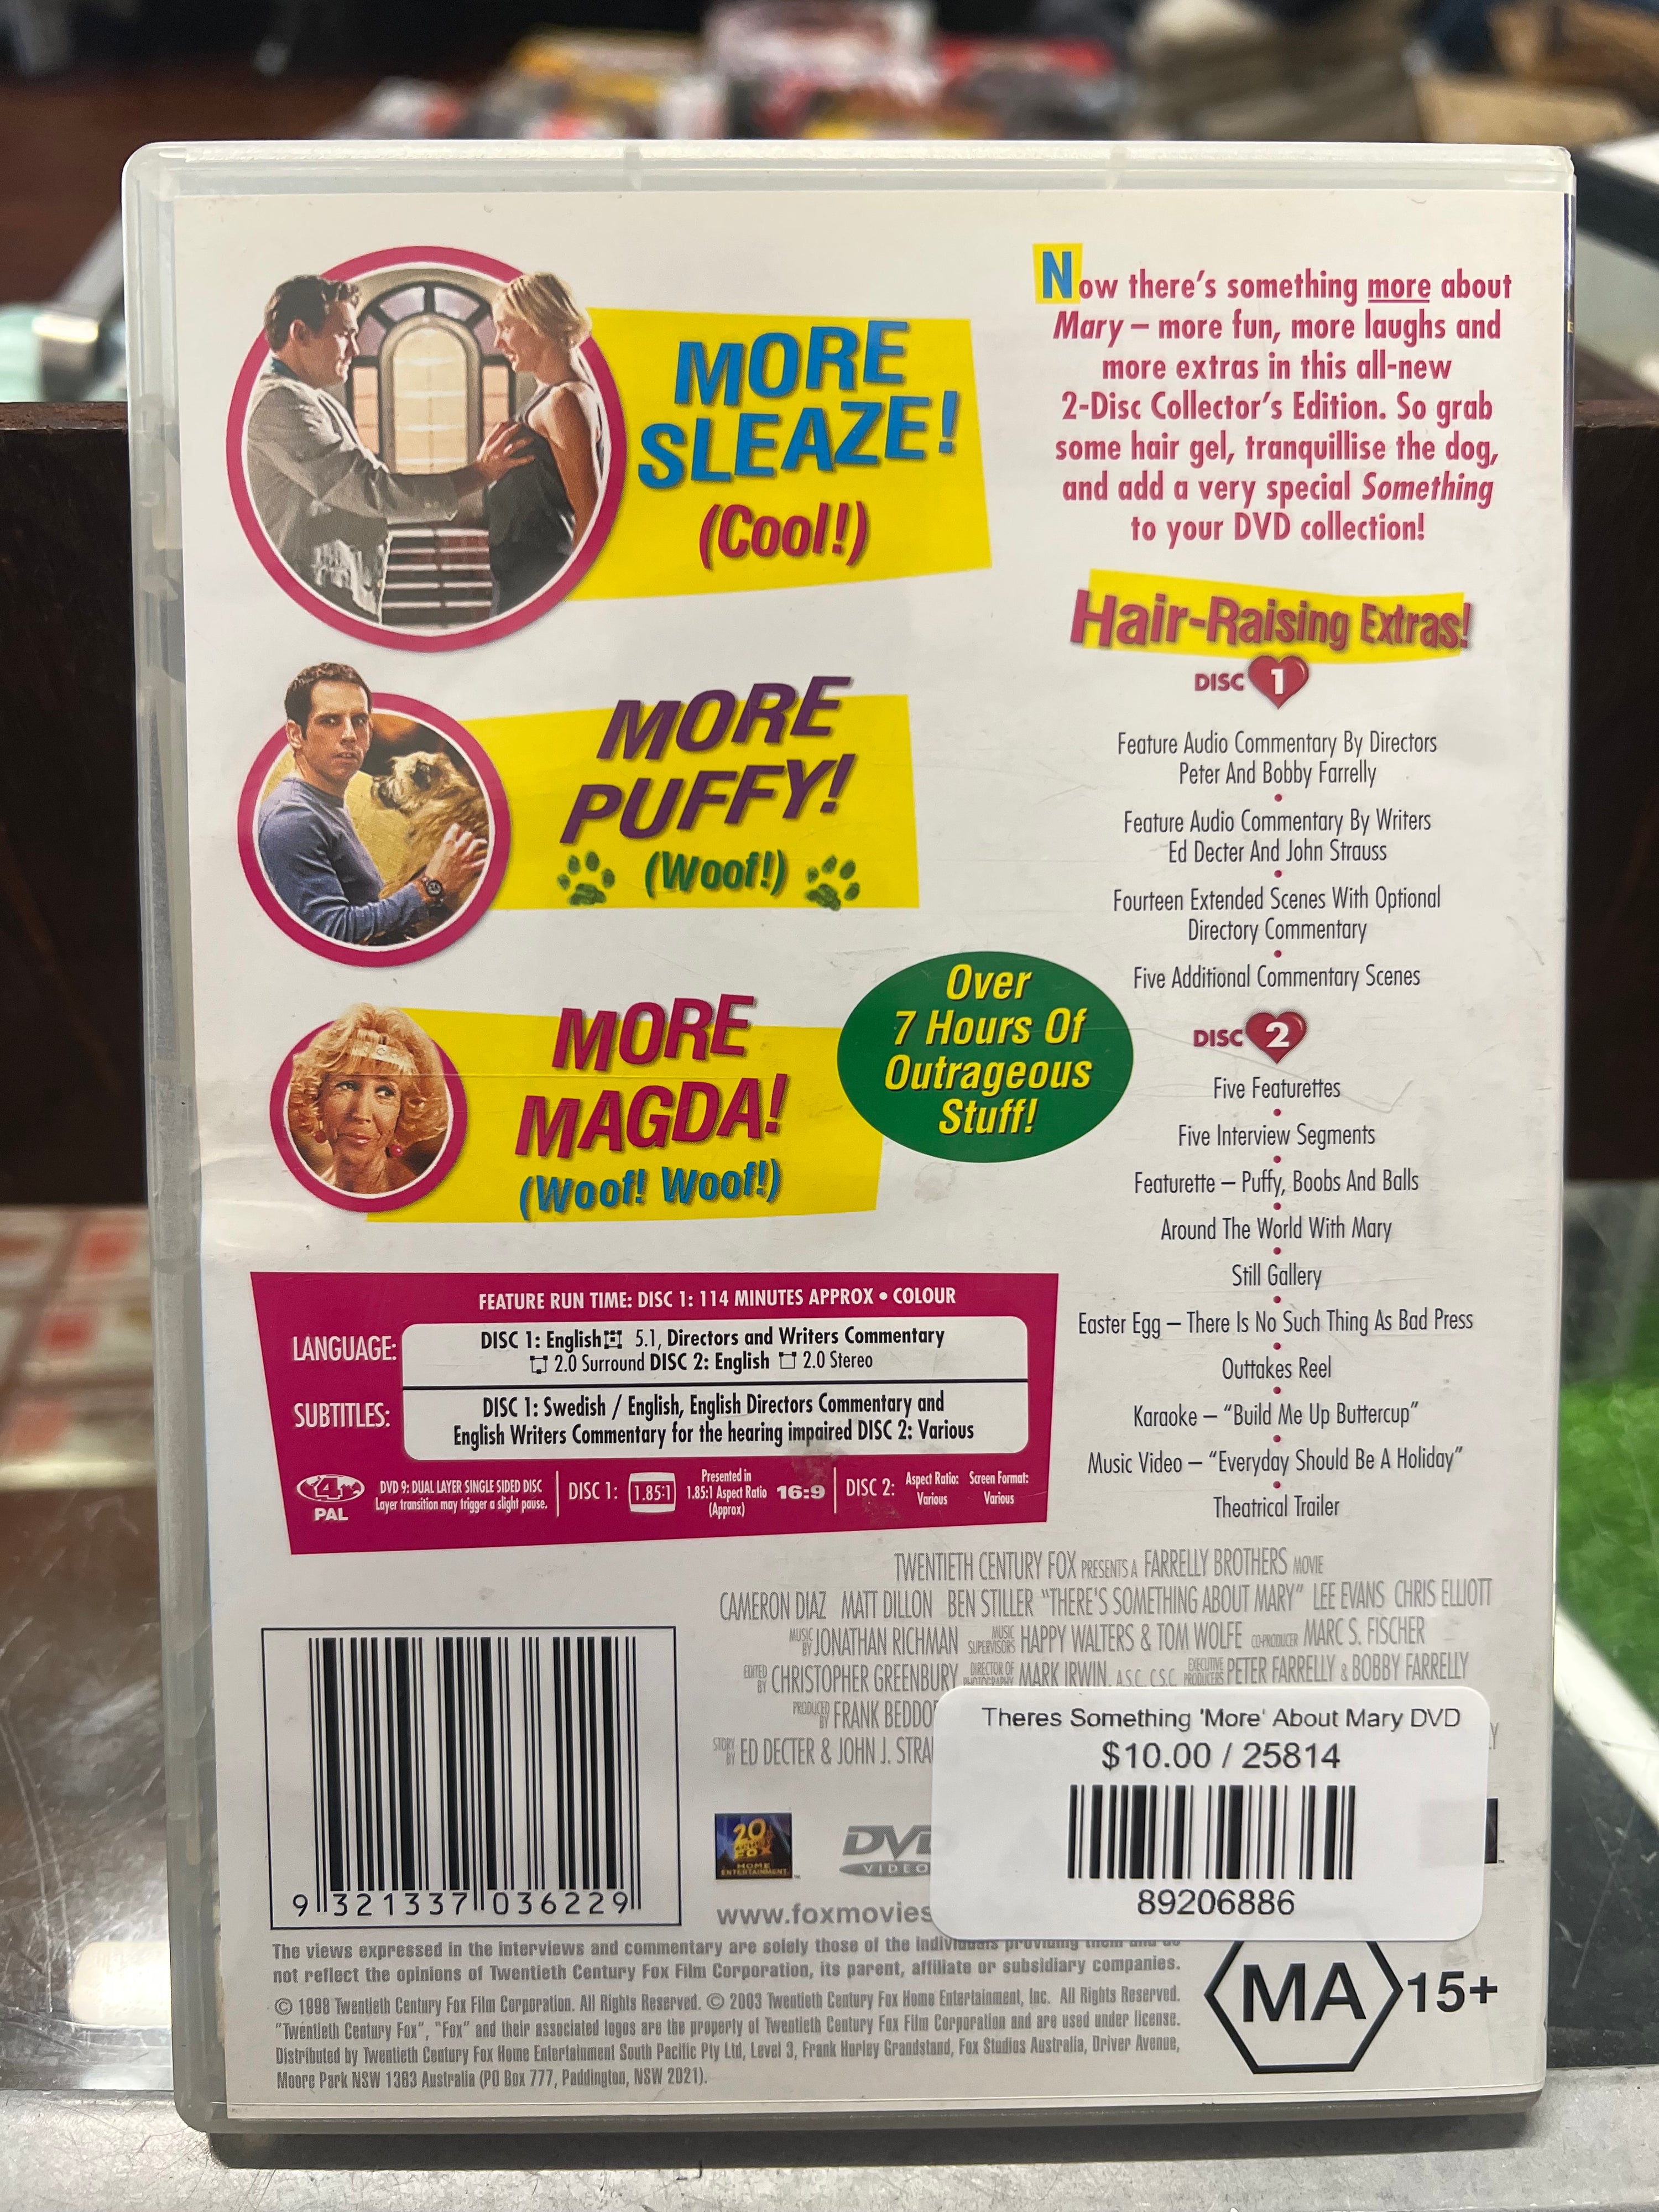 MORE
SLEAZE!
(Cool!)
MORE
PUFFY!
(Woof!)
MORE
MAGDA!
(Woof! Woof!)
Over
7 Hours Of
Outrageous
Stuff!
Now there's something more about
Mary – more fun, more laughs and
more extras in this all-new
2-Disc Collector's Edition. So grab
some hair gel, tranquillise the dog,
and add a very special Something
to your DVD collection!
Hair-Raising Extras!
DISC 1
Feature Audio Commentary By Directors
Peter And Bobby Farrelly
•
Feature Audio Commentary By Writers
Ed Decter And John Strauss
•
Fourteen Extended Scenes With Optional
Directory Commentary
•
Five Additional Commentary Scenes
DISC 2
Five Featurettes
•
Five Interview Segments
•
Featurette – Puffy, Boobs And Balls
•
Around The World With Mary
•
Still Gallery
•
Easter Egg – There Is No Such Thing As Bad Press
•
Outtakes Reel
•
Karaoke – "Build Me Up Buttercup"
•
Music Video – "Everyday Should Be A Holiday"
•
Theatrical Trailer
FEATURE RUN TIME: DISC 1: 114 MINUTES APPROX • COLOUR
LANGUAGE:
DISC 1: English 5.1, Directors and Writers Commentary
2.0 Surround DISC 2: English 2.0 Stereo
SUBTITLES:
DISC 1: Swedish / English, English Directors Commentary and
English Writers Commentary for the hearing impaired DISC 2: Various
4
PAL
DVD 9: DUAL LAYER SINGLE SIDED DISC
Layer transition may trigger a slight pause.
DISC 1:
1.85:1
Presented in
1.85:1 Aspect Ratio
(Approx)
16:9
DISC 2:
Aspect Ratio:
Various
Screen Format:
Various
TWENTIETH CENTURY FOX PRESENTS A FARRELLY BROTHERS MOVIE
CAMERON DIAZ MATT DILLON BEN STILLER "THERE'S SOMETHING ABOUT MARY" LEE EVANS CHRIS ELLIOTT
MUSIC BY JONATHAN RICHMAN MUSIC SUPERVISORS HAPPY WALTERS & TOM WOLFE CO-PRODUCER MARC S. FISCHER
EDITED BY CHRISTOPHER GREENBURY DIRECTOR OF PHOTOGRAPHY MARK IRWIN, A.S.C. C.S.C. EXECUTIVE PRODUCERS PETER FARRELLY & BOBBY FARRELLY
PRODUCED BY FRANK BEDDO
STORY BY ED DECTER & JOHN J. STRA
Theres Something 'More' About Mary DVD
$10.00 / 25814
89206886
9 321337 036229
20th CENTURY FOX
HOME
ENTERTAINMENT
DVD
VIDEO
www.foxmovies
The views expressed in the interviews and commentary are solely those of the individuals providing them and do
not reflect the opinions of Twentieth Century Fox Film Corporation, its parent, affiliate or subsidiary companies.
© 1998 Twentieth Century Fox Film Corporation. All Rights Reserved. © 2003 Twentieth Century Fox Home Entertainment, Inc. All Rights Reserved.
"Twentieth Century Fox", "Fox" and their associated logos are the property of Twentieth Century Fox Film Corporation and are used under license.
Distributed by Twentieth Century Fox Home Entertainment South Pacific Pty Ltd, Level 3, Frank Hurley Grandstand, Fox Studios Australia, Driver Avenue,
Moore Park NSW 1363 Australia (PO Box 777, Paddington, NSW 2021).
MA 15+